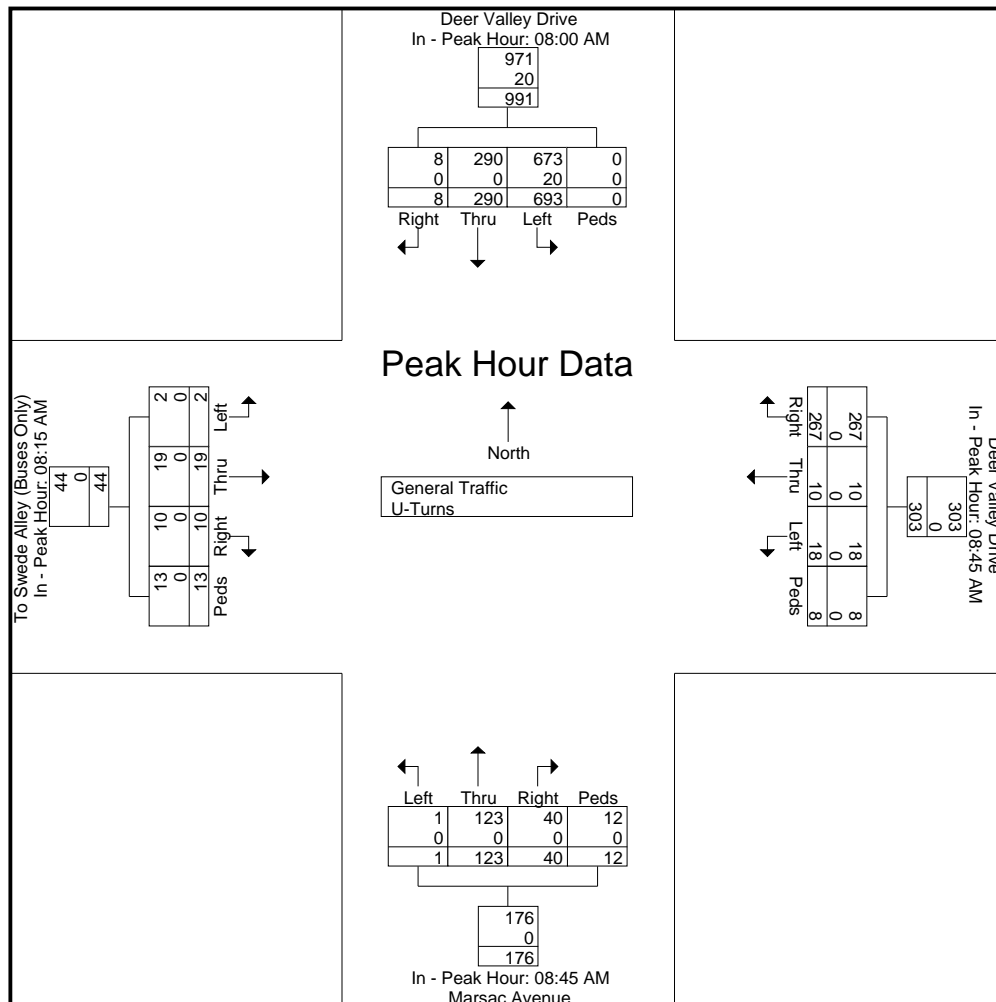 Deer Valley Drive
In - Peak Hour: 08:00 AM
971
20
991
8 290 673 0
0 0 20 0
8 290 693 0
Right Thru Left Peds
Peak Hour Data
North
General Traffic
U-Turns
To Swede Alley (Buses Only)
In - Peak Hour: 08:15 AM
44
0
44
Left
2 0 2
Thru
19 0 19
Right
10 0 10
Peds
13 0 13
Deer Valley Drive
In - Peak Hour: 08:45 AM
303
0
303
Right
267 0 267
Thru
10 0 10
Left
18 0 18
Peds
8 0 8
Left Thru Right Peds
1 123 40 12
0 0 0 0
1 123 40 12
176
0
176
In - Peak Hour: 08:45 AM
Marsac Avenue